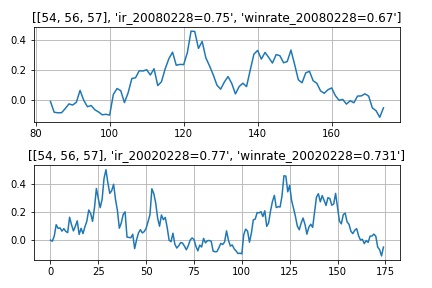 [[54, 56, 57], 'ir_20080228=0.75', 'winrate_20080228=0.67']
0.4
0.2
0.0
80 100 120 140 160
[[54, 56, 57], 'ir_20020228=0.77', 'winrate_20020228=0.731']
0.4
0.2
0.0
0 25 50 75 100 125 150 175